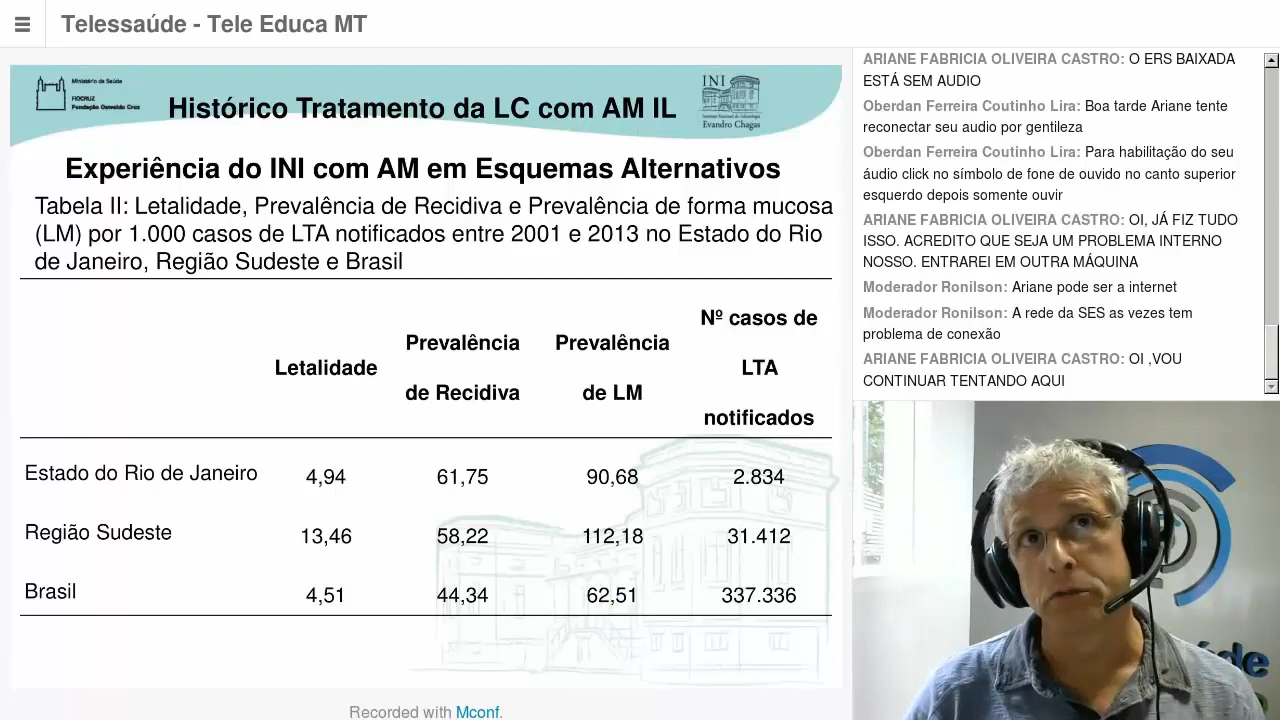 Telessaúde - Tele Educa MT
Ministério da Saúde
FIOCRUZ
Fundação Oswaldo Cruz
Histórico Tratamento da LC com AM IL
INI
Evandro Chagas
Experiência do INI com AM em Esquemas Alternativos
Tabela II: Letalidade, Prevalência de Recidiva e Prevalência de forma mucosa
(LM) por 1.000 casos de LTA notificados entre 2001 e 2013 no Estado do Rio
de Janeiro, Região Sudeste e Brasil
Letalidade
Prevalência
de Recidiva
Prevalência
de LM
Nº casos de
LTA
notificados
Estado do Rio de Janeiro 4,94 61,75 90,68 2.834
Região Sudeste 13,46 58,22 112,18 31.412
Brasil 4,51 44,34 62,51 337.336
Recorded with Mconf.
ARIANE FABRICIA OLIVEIRA CASTRO: O ERS BAIXADA
ESTÁ SEM AUDIO
Oberdan Ferreira Coutinho Lira: Boa tarde Ariane tente
reconectar seu audio por gentileza
Oberdan Ferreira Coutinho Lira: Para habilitação do seu
áudio click no símbolo de fone de ouvido no canto superior
esquerdo depois somente ouvir
ARIANE FABRICIA OLIVEIRA CASTRO: OI, JÁ FIZ TUDO
ISSO. ACREDITO QUE SEJA UM PROBLEMA INTERNO
NOSSO. ENTRAREI EM OUTRA MÁQUINA
Moderador Ronilson: Ariane pode ser a internet
Moderador Ronilson: A rede da SES as vezes tem
problema de conexão
ARIANE FABRICIA OLIVEIRA CASTRO: OI ,VOU
CONTINUAR TENTANDO AQUI